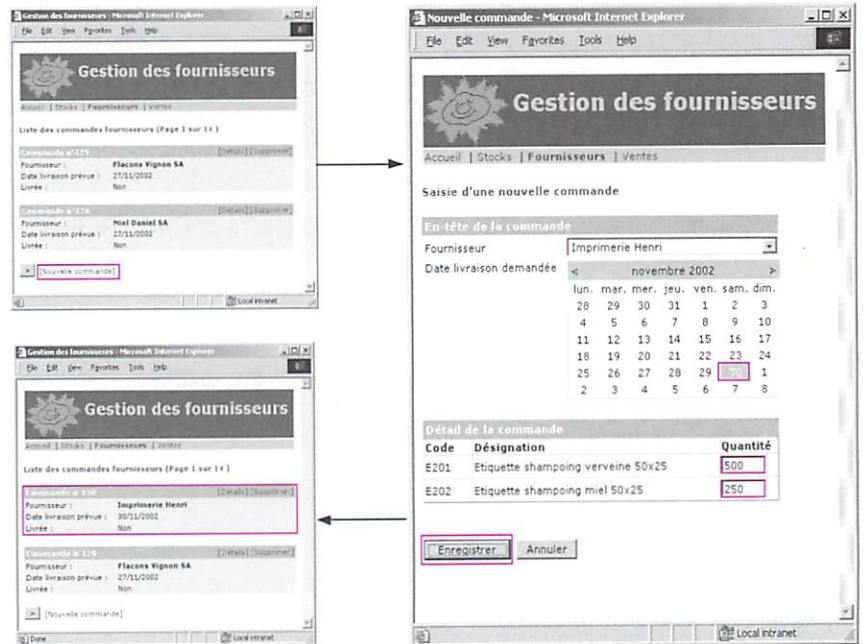 Gestion des fournisseurs - Microsoft Internet Explorer
File Edit View Favorites Tools Help
Gestion des fournisseurs
Accueil | Stocks | Fournisseurs | Ventes
Liste des commandes fournisseurs (Page 1 sur 14 )
Commande n°129 [Détails] [Supprimer]
Fournisseur : Flacons Vignon SA
Date livraison prévue : 27/11/2002
Livrée : Non
[Détails] [Supprimer]
Fournisseur : Miel Daniel SA
Date livraison prévue : 27/11/2002
Livrée : Non
> [Nouvelle commande]
Local intranet
Nouvelle commande - Microsoft Internet Explorer
File Edit View Favorites Tools Help
Gestion des fournisseurs
Accueil | Stocks | Fournisseurs | Ventes
Saisie d'une nouvelle commande
En-tête de la commande
Fournisseur Imprimerie Henri
Date livraison demandée < novembre 2002 >
lun. mar. mer. jeu. ven. sam. dim.
28 29 30 31 1 2 3
4 5 6 7 8 9 10
11 12 13 14 15 16 17
18 19 20 21 22 23 24
25 26 27 28 29 30 1
2 3 4 5 6 7 8
Détail de la commande
Code Désignation Quantité
E201 Etiquette shampoing verveine 50x25 500
E202 Etiquette shampoing miel 50x25 250
Enregistrer Annuler
Local intranet
Gestion des fournisseurs - Microsoft Internet Explorer
File Edit View Favorites Tools Help
Gestion des fournisseurs
Accueil | Stocks | Fournisseurs | Ventes
Liste des commandes fournisseurs (Page 1 sur 14 )
Commande n°130 [Détails] [Supprimer]
Fournisseur : Imprimerie Henri
Date livraison prévue : 30/11/2002
Livrée : Non
Commande n°129 [Détails] [Supprimer]
Fournisseur : Flacons Vignon SA
Date livraison prévue : 27/11/2002
Livrée : Non
> [Nouvelle commande]
Done Local intranet